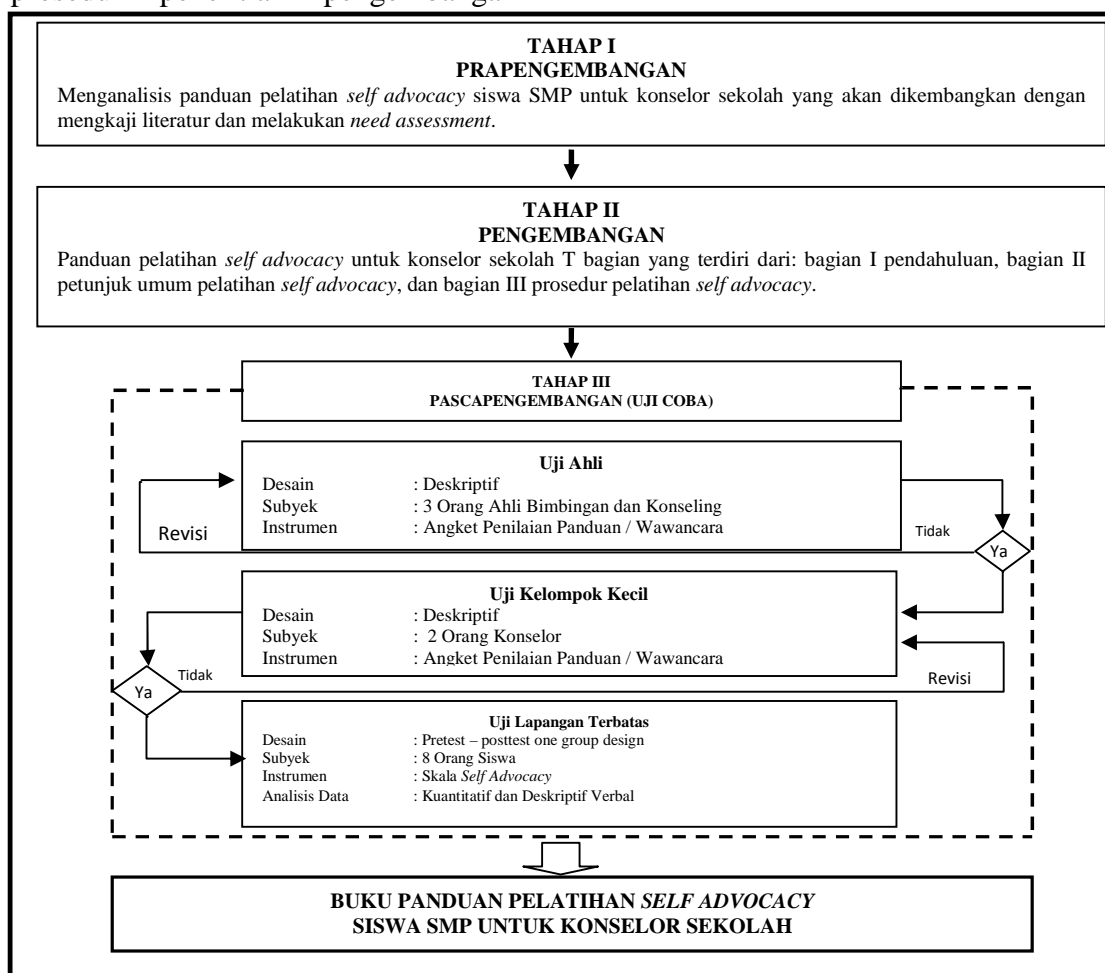 TAHAP I
PRAPENGEMBANGAN
Menganalisis panduan pelatihan self advocacy siswa SMP untuk konselor sekolah yang akan dikembangkan dengan
mengkaji literatur dan melakukan need assessment.
TAHAP II
PENGEMBANGAN
Panduan pelatihan self advocacy untuk konselor sekolah T bagian yang terdiri dari: bagian I pendahuluan, bagian II
petunjuk umum pelatihan self advocacy, dan bagian III prosedur pelatihan self advocacy.
TAHAP III
PASCAPENGEMBANGAN (UJI COBA)
Uji Ahli
Desain : Deskriptif
Subyek : 3 Orang Ahli Bimbingan dan Konseling
Instrumen : Angket Penilaian Panduan / Wawancara
Revisi
Tidak
Ya
Uji Kelompok Kecil
Desain : Deskriptif
Subyek : 2 Orang Konselor
Instrumen : Angket Penilaian Panduan / Wawancara
Tidak
Ya
Revisi
Uji Lapangan Terbatas
Desain : Pretest – posttest one group design
Subyek : 8 Orang Siswa
Instrumen : Skala Self Advocacy
Analisis Data : Kuantitatif dan Deskriptif Verbal
BUKU PANDUAN PELATIHAN SELF ADVOCACY
SISWA SMP UNTUK KONSELOR SEKOLAH